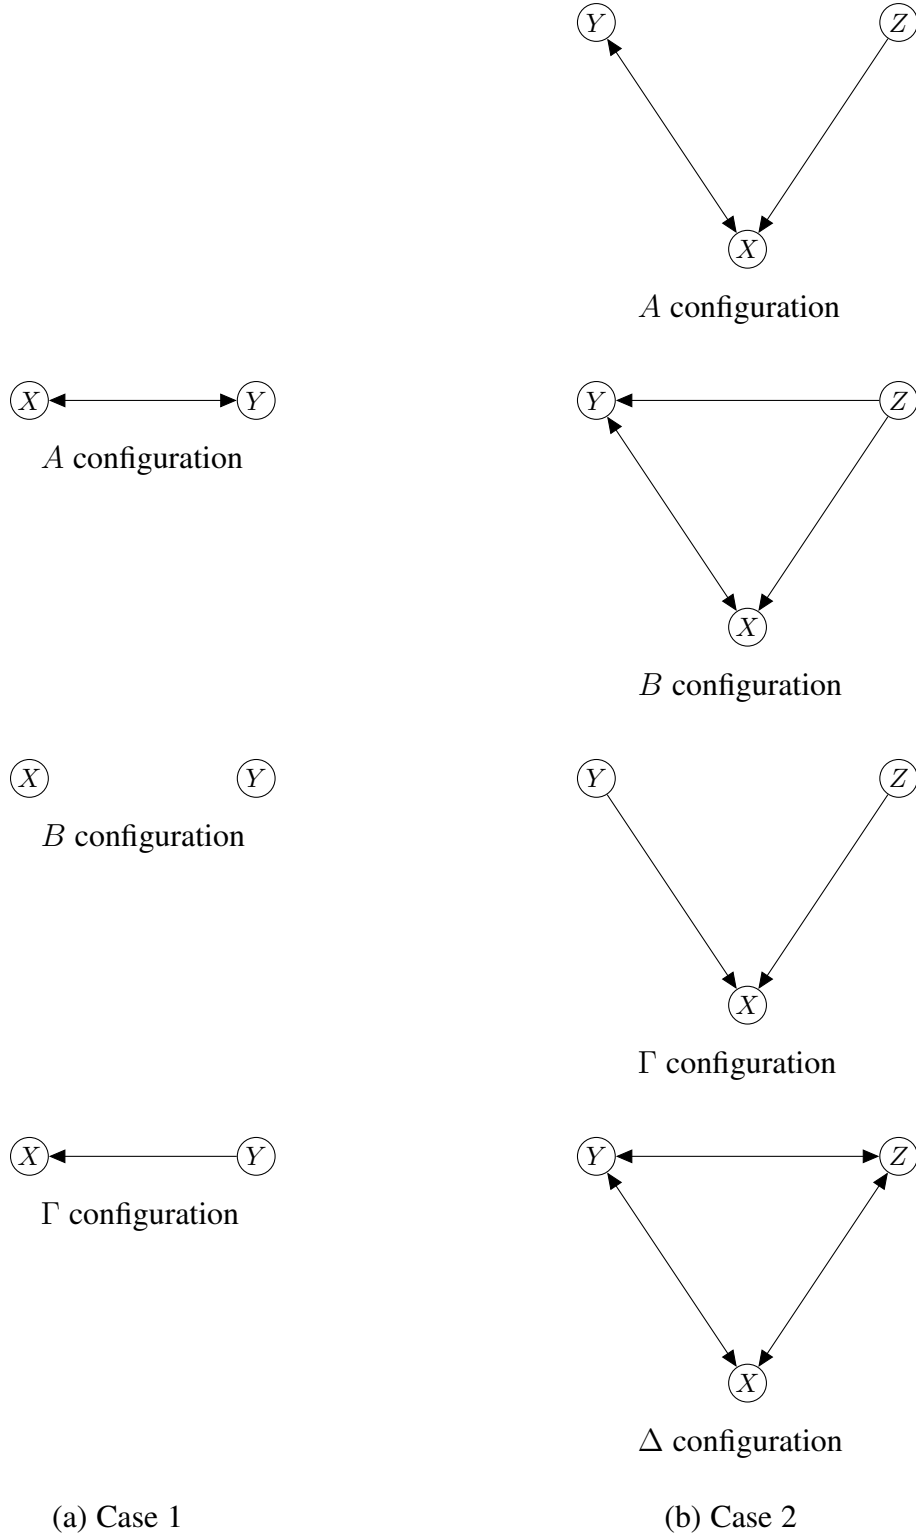 X Y
A configuration
X Y
B configuration
X Y
Γ configuration
(a) Case 1
Y Z
X
A configuration
Y Z
X
B configuration
Y Z
X
Γ configuration
Y Z
X
Δ configuration
(b) Case 2